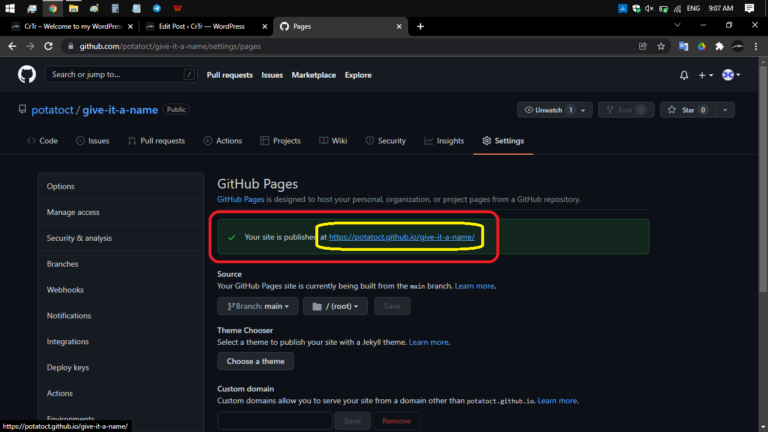 CrTr – Welcome to my WordPress
Edit Post ‹ CrTr — WordPress
Pages
ENG
9:07 AM
github.com/potatoct/give-it-a-name/settings/pages
Search or jump to...
/
Pull requests
Issues
Marketplace
Explore
potatoct / give-it-a-name
Public
Unwatch
1
Fork
0
Star
0
Code
Issues
Pull requests
Actions
Projects
Wiki
Security
Insights
Settings
Options
Manage access
Security & analysis
Branches
Webhooks
Notifications
Integrations
Deploy keys
Actions
Environments
GitHub Pages
GitHub Pages is designed to host your personal, organization, or project pages from a GitHub repository.
Your site is published at https://potatoct.github.io/give-it-a-name/
Source
Your GitHub Pages site is currently being built from the main branch. Learn more.
Branch: main
/ (root)
Save
Theme Chooser
Select a theme to publish your site with a Jekyll theme. Learn more.
Choose a theme
Custom domain
Custom domains allow you to serve your site from a domain other than potatoct.github.io. Learn more.
Save
Remove
https://potatoct.github.io/give-it-a-name/